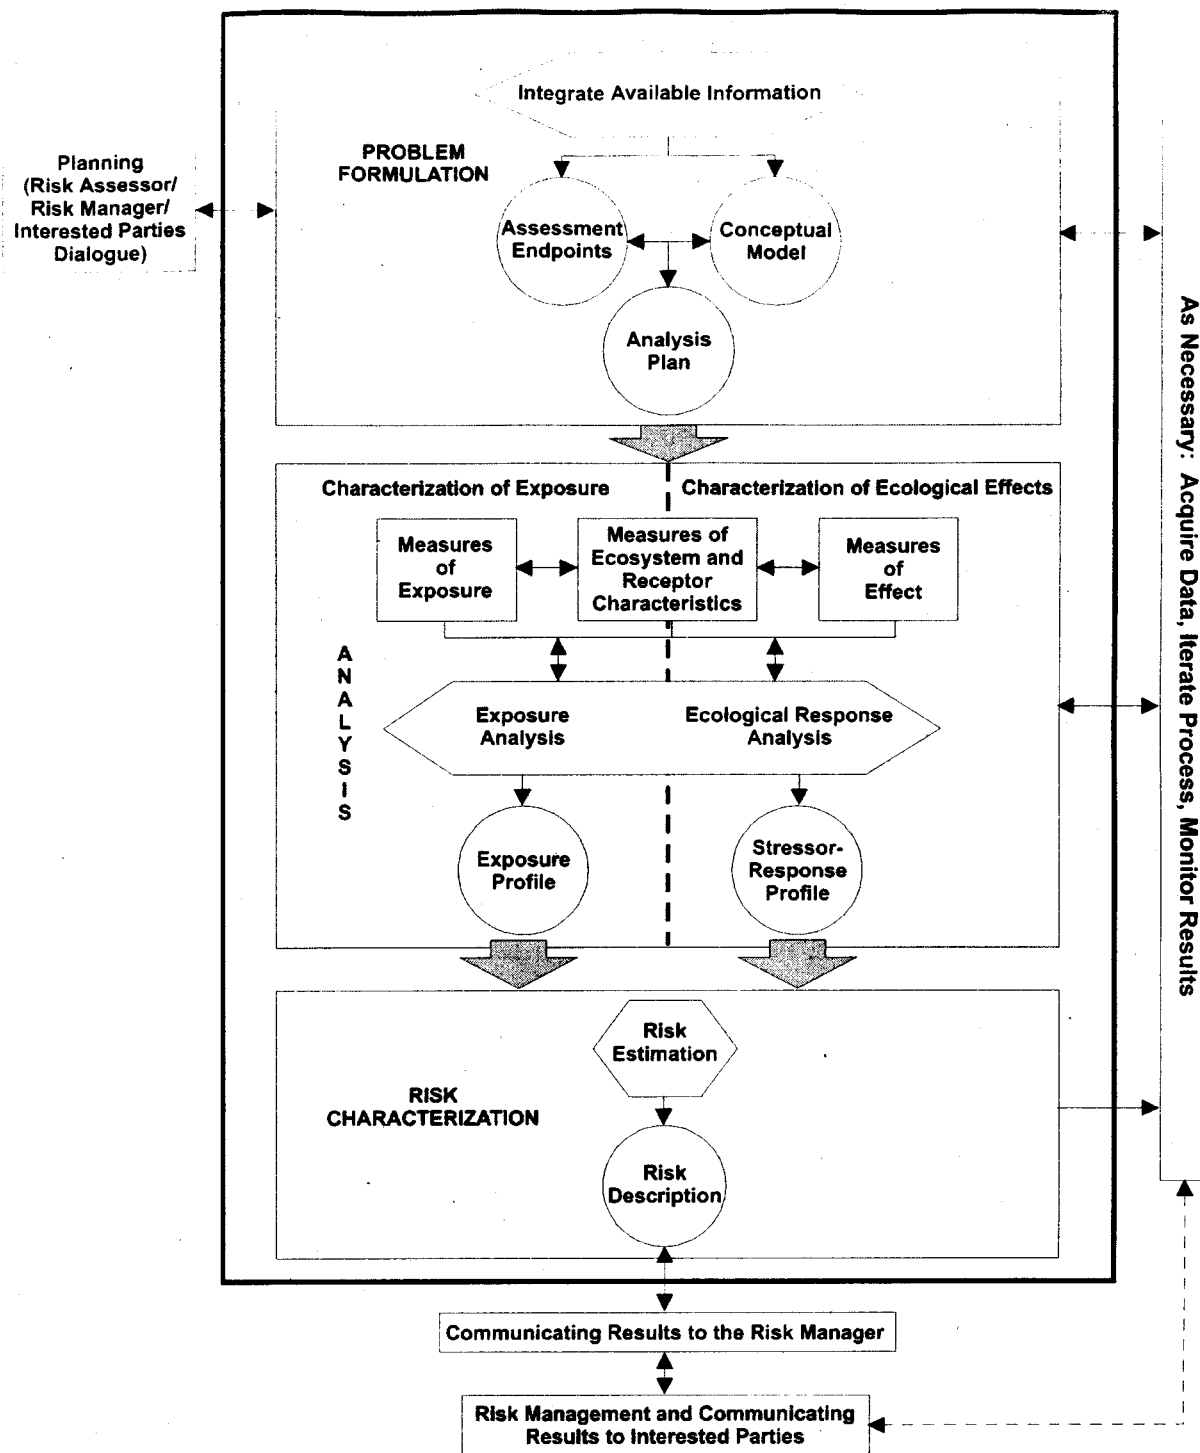 Integrate Available Information
PROBLEM
FORMULATION
Planning
(Risk Assessor/
Risk Manager/
Interested Parties
Dialogue)
Assessment
Endpoints
Conceptual
Model
Analysis
Plan
As Necessary: Acquire Data, Iterate Process, Monitor Results
Characterization of Exposure
Characterization of Ecological Effects
Measures
of
Exposure
Measures of
Ecosystem and
Receptor
Characteristics
Measures
of
Effect
ANALYSIS
Exposure
Analysis
Ecological Response
Analysis
Exposure
Profile
Stressor-
Response
Profile
Risk
Estimation
RISK
CHARACTERIZATION
Risk
Description
Communicating Results to the Risk Manager
Risk Management and Communicating
Results to Interested Parties